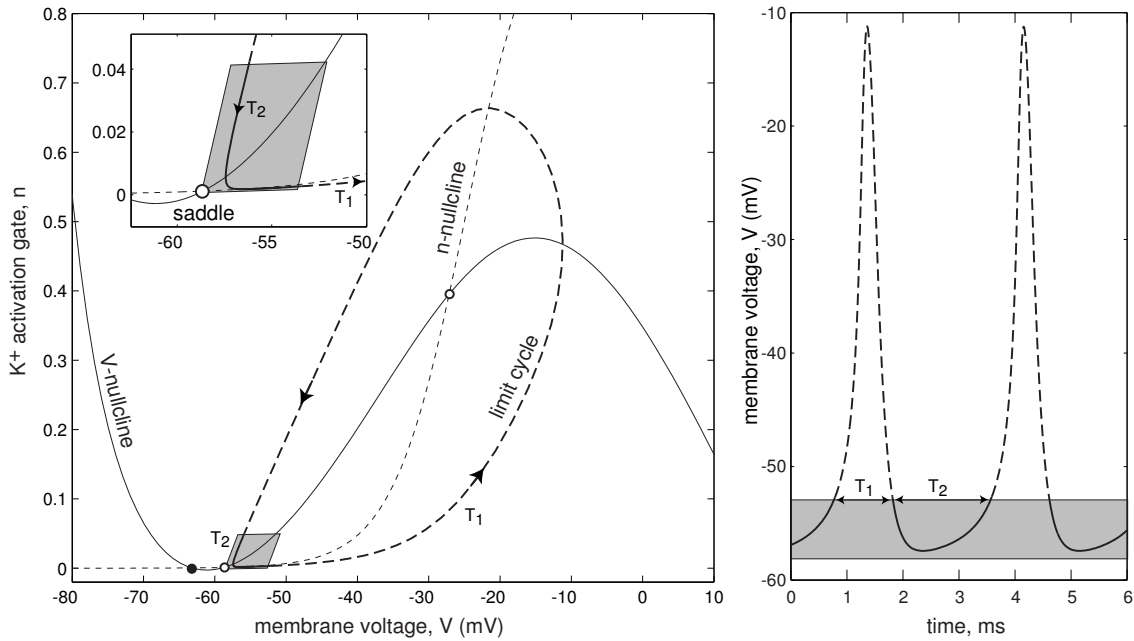 0.8
0.7
0.6
0.5
0.4
0.3
0.2
0.1
0
K+ activation gate, n
-80
-70
-60
-50
-40
-30
-20
-10
0
10
membrane voltage, V (mV)
0.04
0.02
0
T2
T1
saddle
-60
-55
-50
V-nullcline
n-nullcline
limit cycle
T1
T2
-10
-20
-30
-40
-50
-60
membrane voltage, V (mV)
T1
T2
0
1
2
3
4
5
6
time, ms